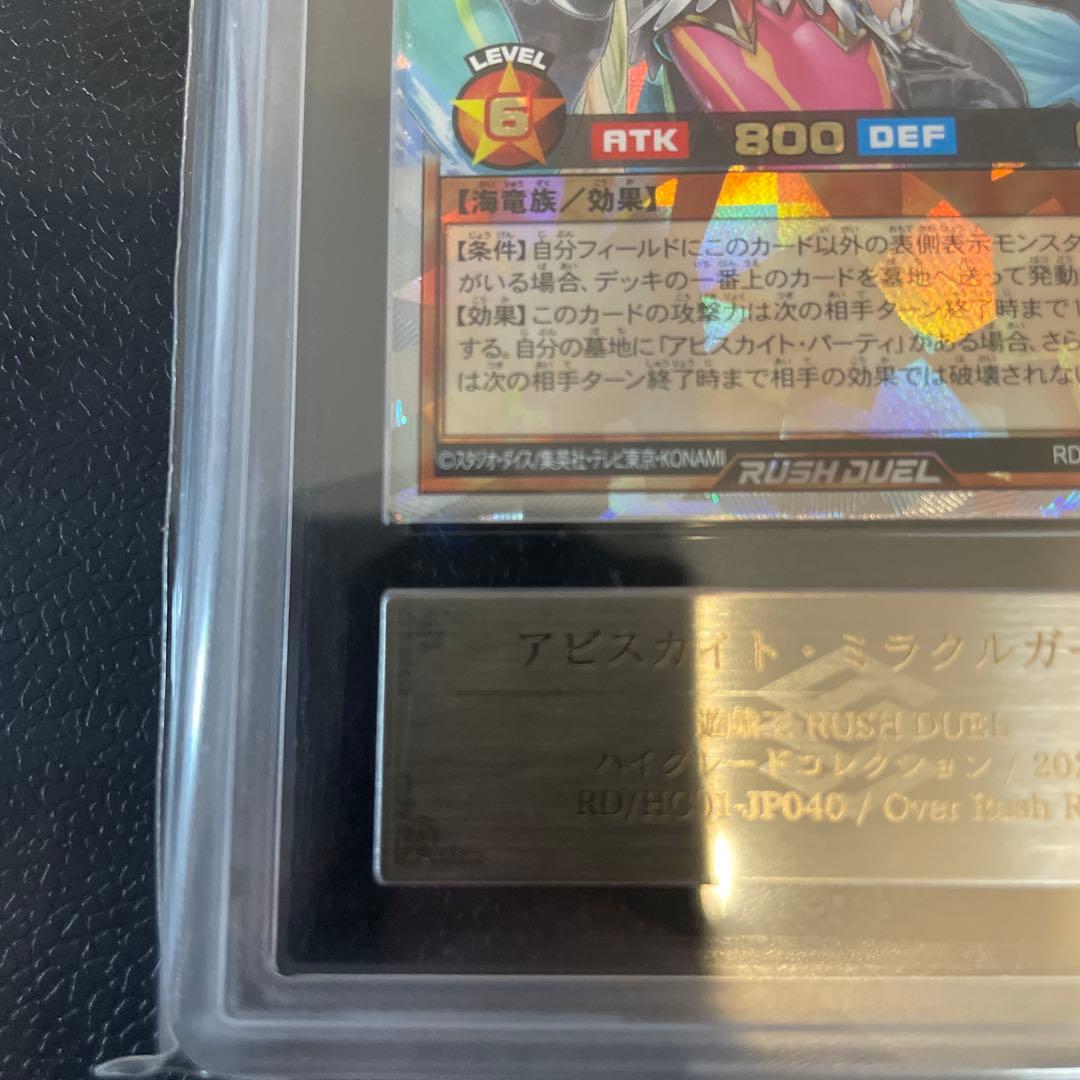 LEVEL
6
ATK 800 DEF
【海竜族/効果】
【条件】自分フィールドにこのカード以外の表側表示モンスタ
がいる場合、デッキの一番上のカードを墓地へ送って発動
【効果】このカードの攻撃力は次の相手ターン終了時まで1
する。自分の墓地に「アビスカイト・パーティ」がある場合、さら
は次の相手ターン終了時まで相手の効果では破壊されない
©スタジオ・ダイス/集英社・テレビ東京・KONAMI
RUSH DUEL
RD
アビスカイト・ミラクルガー
遊戯王 RUSH DUEL
ハイグレードコレクション / 202
RD/HC01-JP040 / Over Rush R